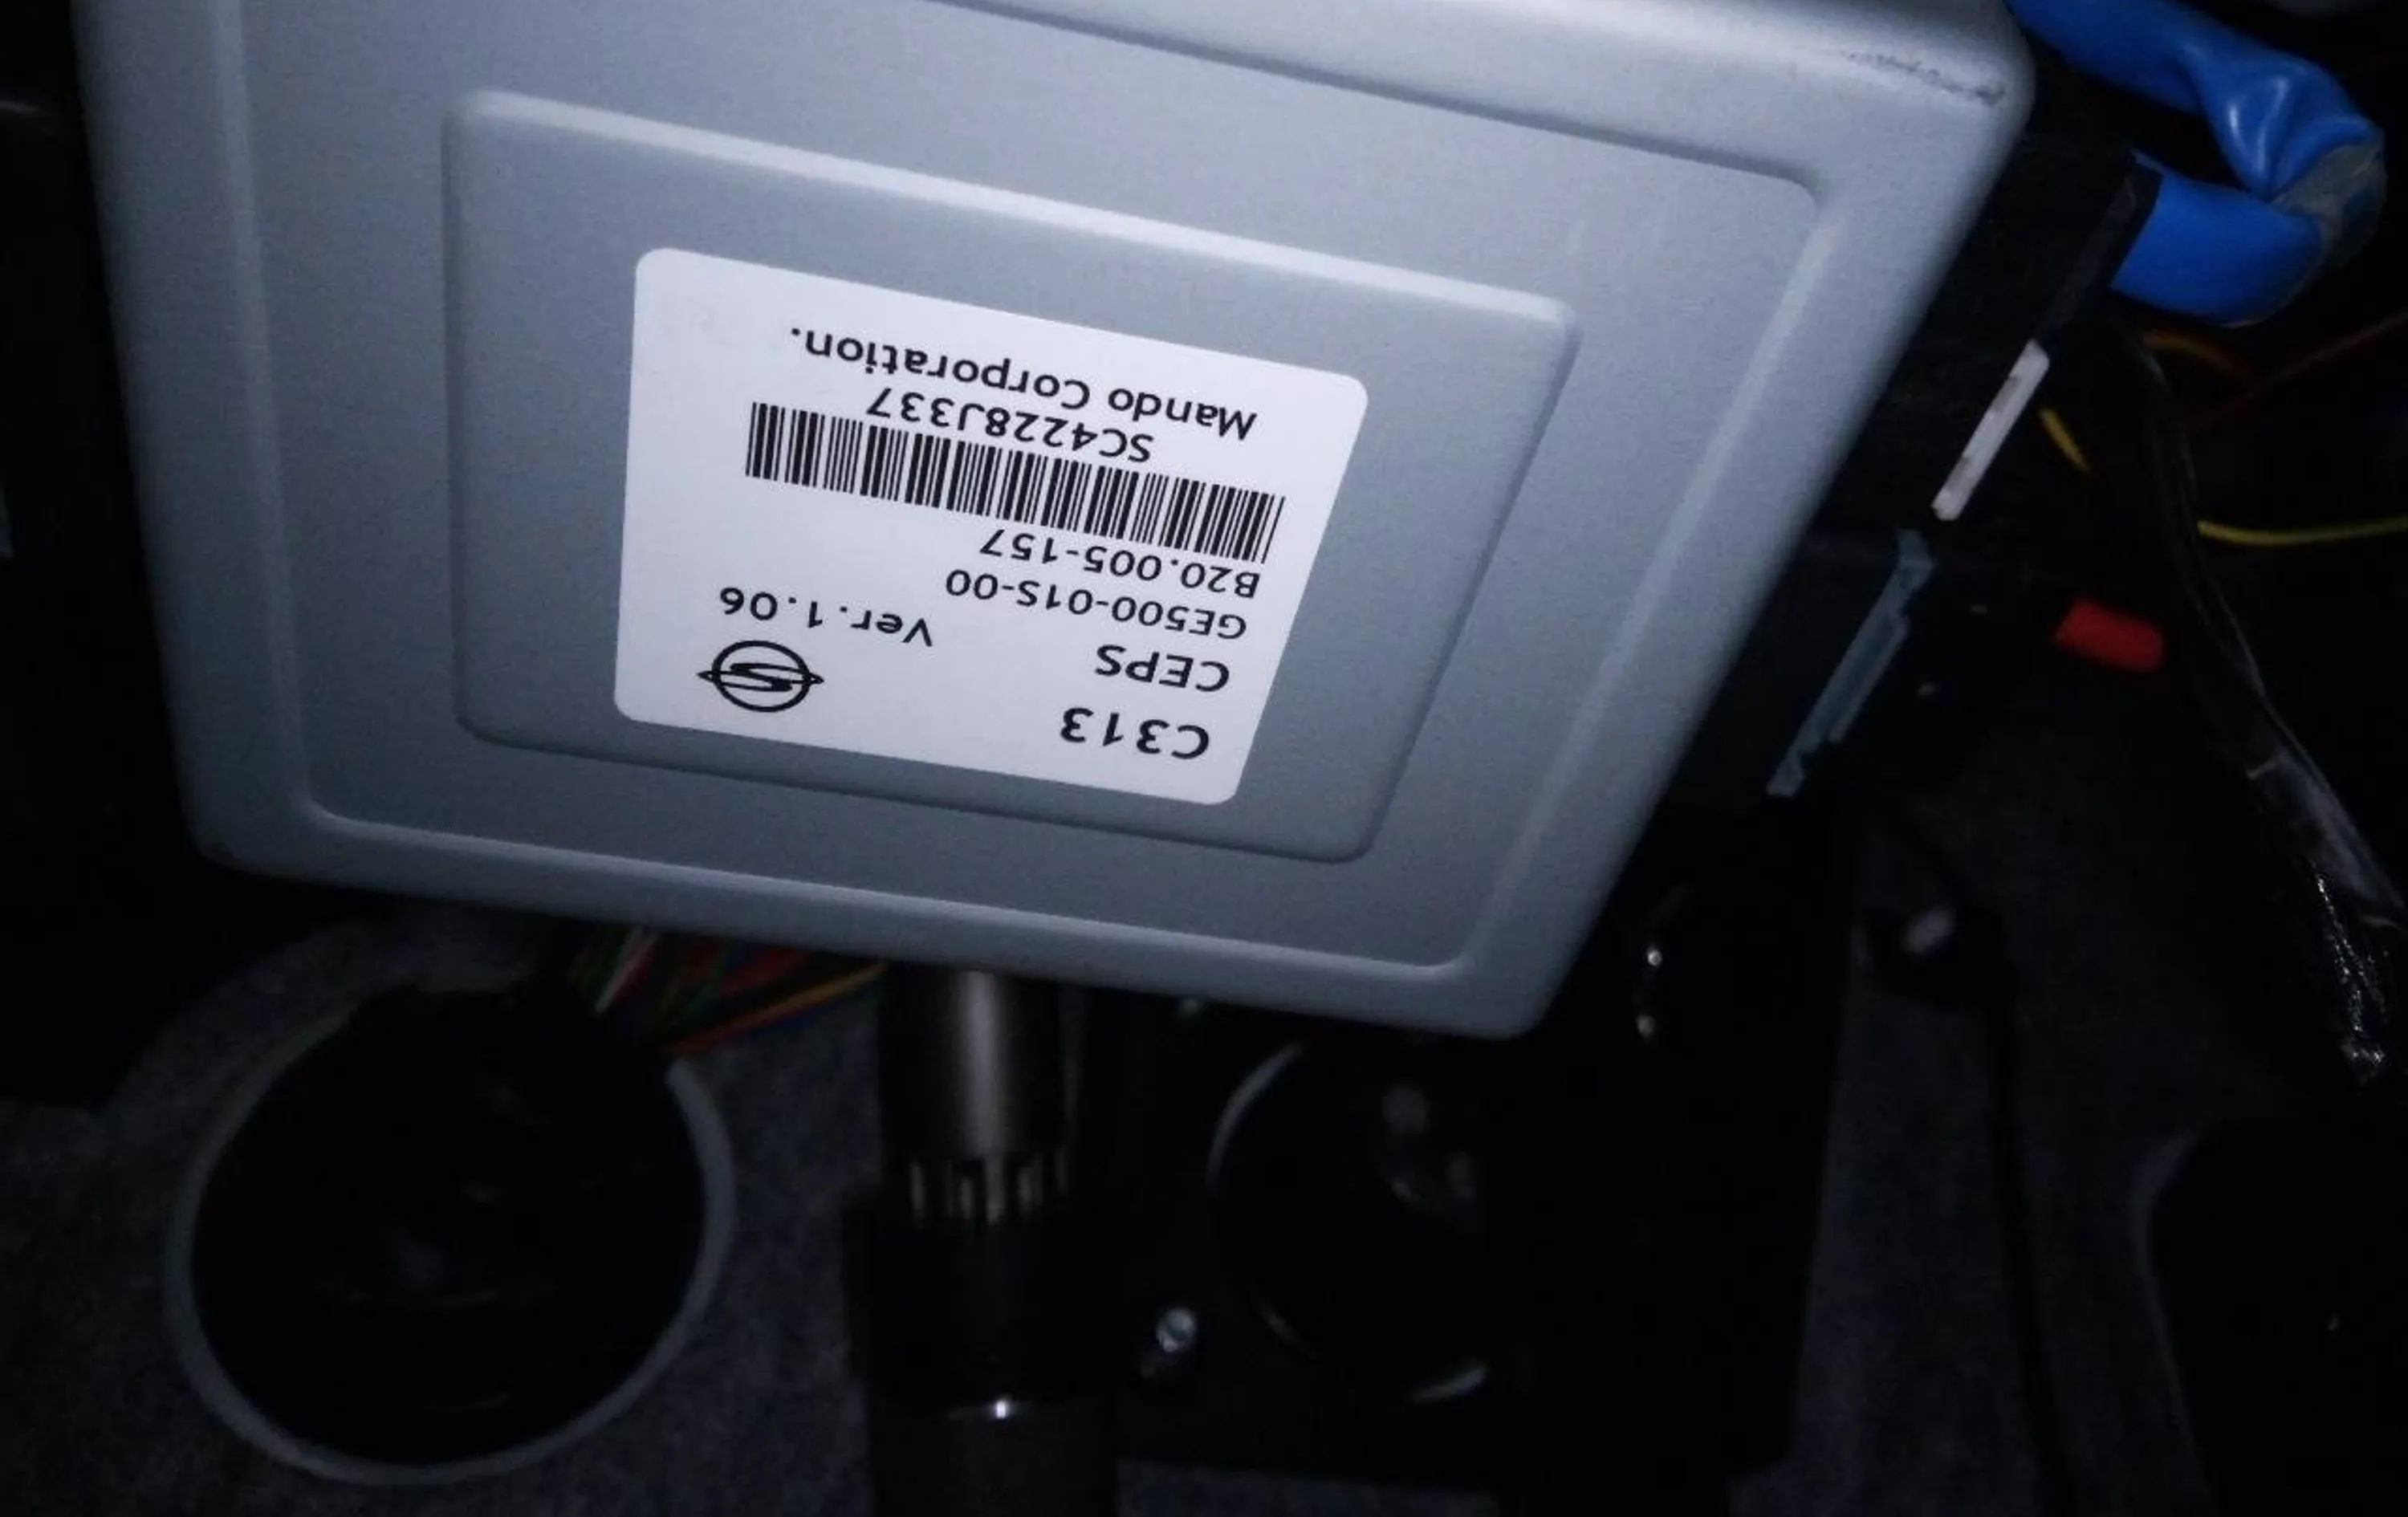 C313
CEPS
Ver.1.06
GE500-01S-00
B20.005-157
SC4228J337
Mando Corporation.